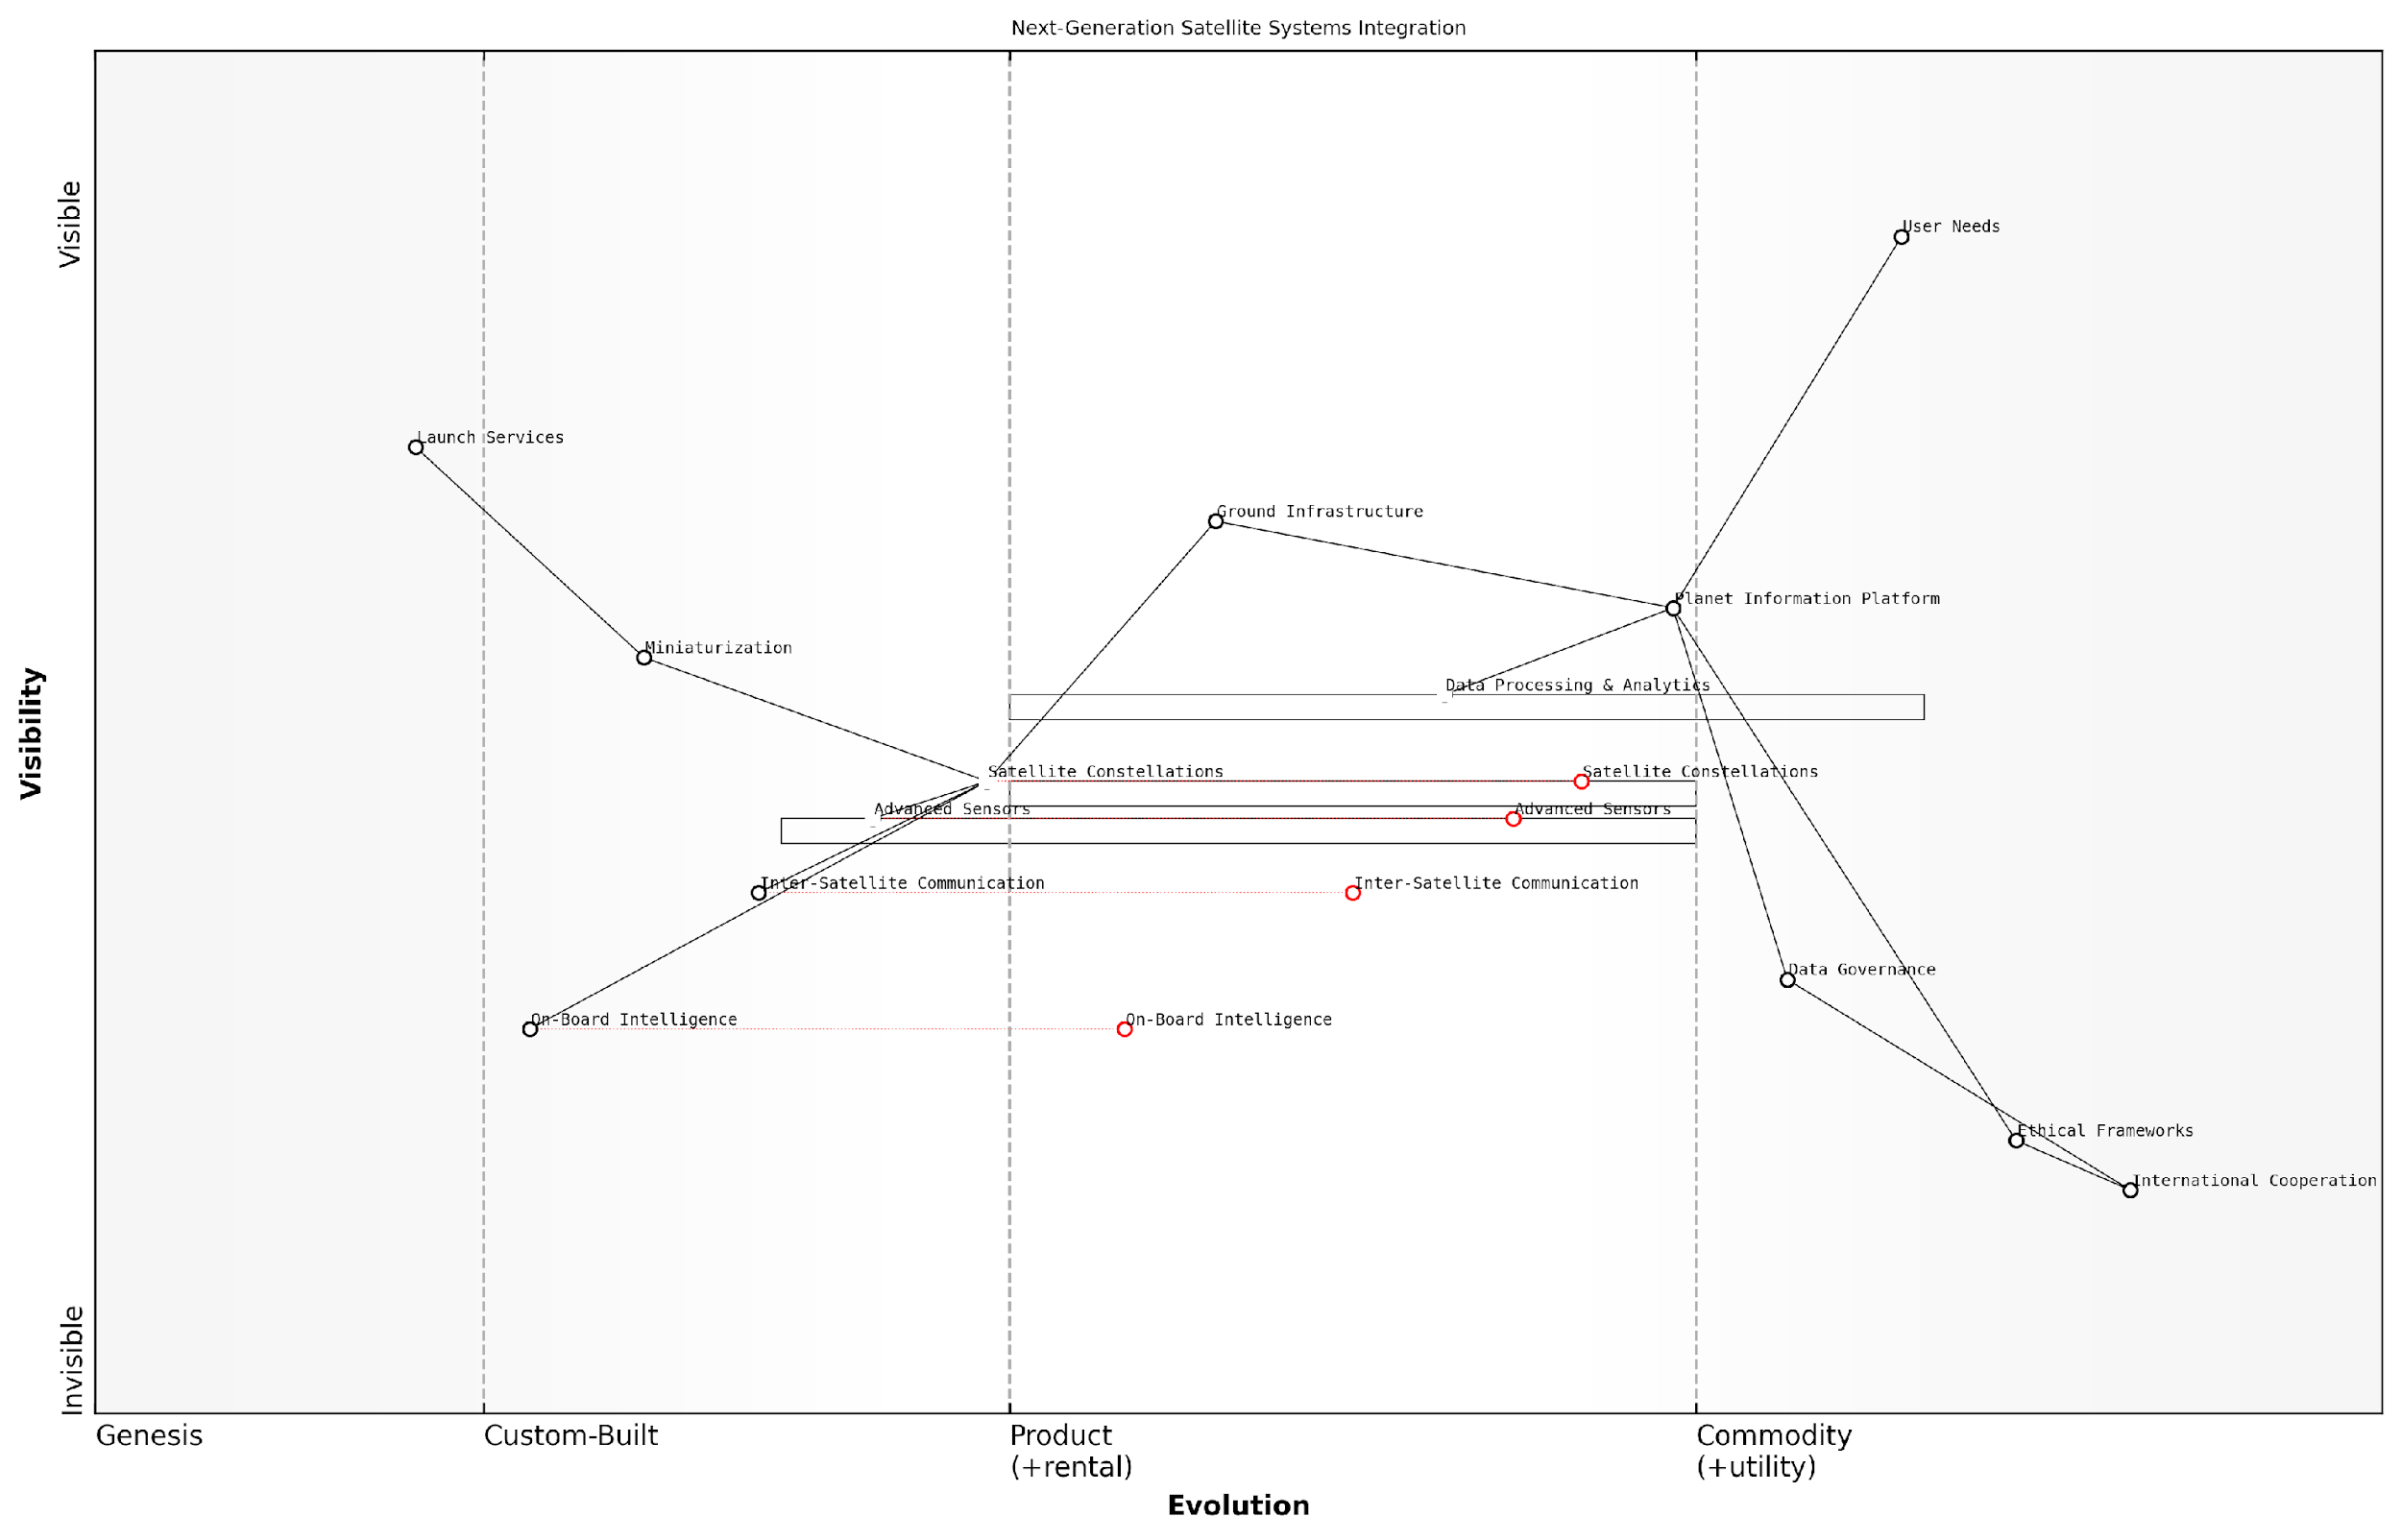 Next-Generation Satellite Systems Integration
Visible
User Needs
Launch Services
Ground Infrastructure
Planet Information Platform
Miniaturization
Data Processing & Analytics
Visibility
Satellite Constellations
Satellite Constellations
Advanced Sensors
Advanced Sensors
Inter-Satellite Communication
Inter-Satellite Communication
Data Governance
On-Board Intelligence
On-Board Intelligence
Ethical Frameworks
International Cooperation
Invisible
Genesis
Custom-Built
Product
(+rental)
Commodity
(+utility)
Evolution